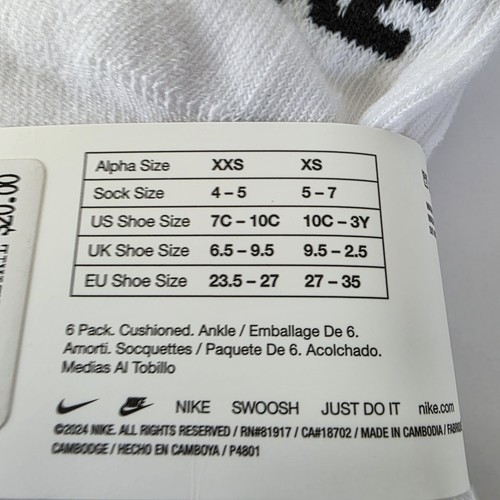 Alpha Size XXS XS
Sock Size 4 – 5 5 – 7
US Shoe Size 7C – 10C 10C – 3Y
UK Shoe Size 6.5 – 9.5 9.5 – 2.5
EU Shoe Size 23.5 – 27 27 – 35
6 Pack. Cushioned. Ankle / Emballage De 6.
Amorti. Socquettes / Paquete De 6. Acolchado.
Medias Al Tobillo
NIKE SWOOSH JUST DO IT nike.com
©2024 NIKE. ALL RIGHTS RESERVED / RN#81917 / CA#18702 / MADE IN CAMBODIA /
CAMBODGE / HECHO EN CAMBOYA / P4801
$20.00